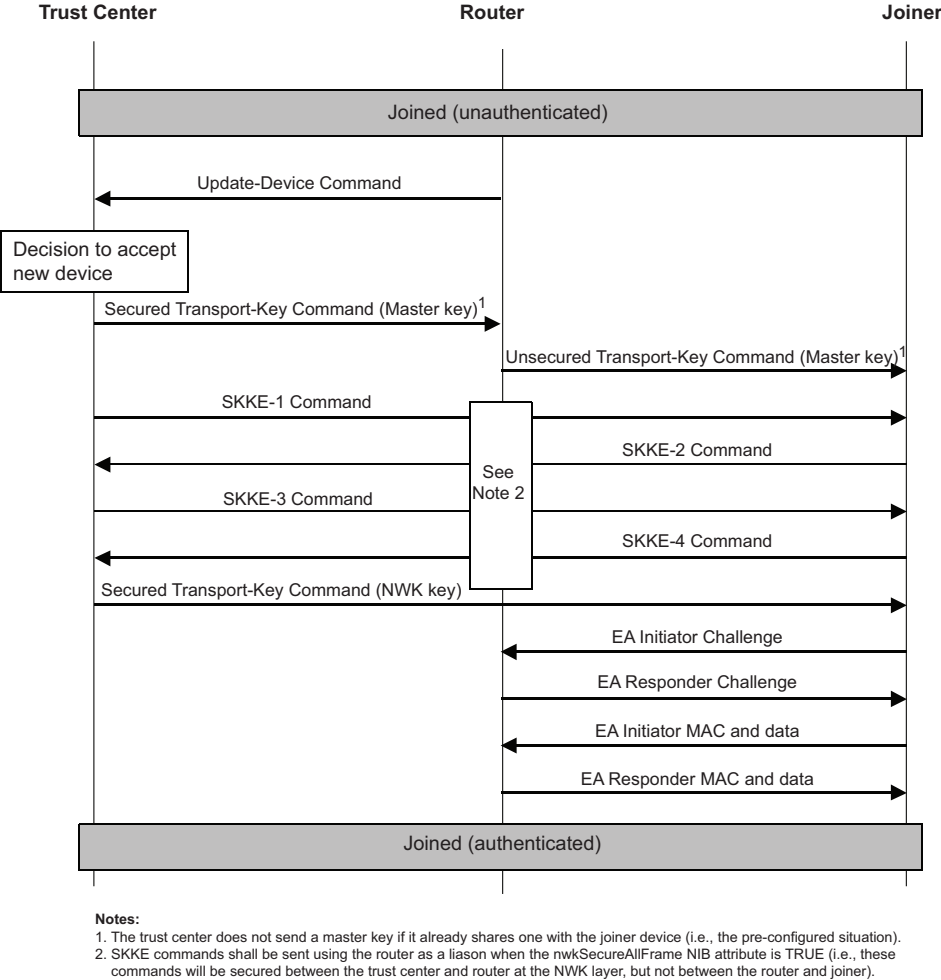 Trust Center Router Joiner
Joined (unauthenticated)
Update-Device Command
Decision to accept
new device
Secured Transport-Key Command (Master key)1
Unsecured Transport-Key Command (Master key)1
SKKE-1 Command
SKKE-2 Command
See
Note 2
SKKE-3 Command
SKKE-4 Command
Secured Transport-Key Command (NWK key)
EA Initiator Challenge
EA Responder Challenge
EA Initiator MAC and data
EA Responder MAC and data
Joined (authenticated)
Notes:
1. The trust center does not send a master key if it already shares one with the joiner device (i.e., the pre-configured situation).
2. SKKE commands shall be sent using the router as a liason when the nwkSecureAllFrame NIB attribute is TRUE (i.e., these
commands will be secured between the trust center and router at the NWK layer, but not between the router and joiner).